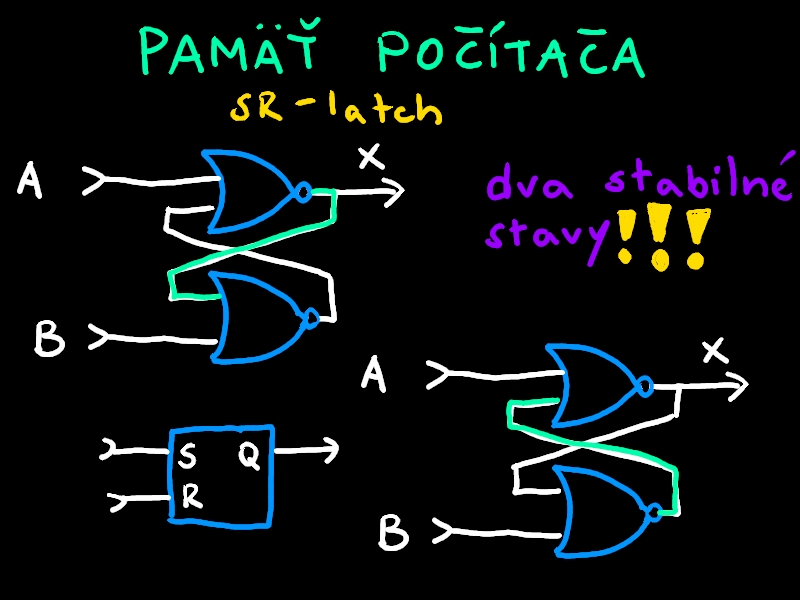 PAMÄŤ POČÍTAČA
SR-latch
A
X
dva stabilné
stavy!!!
B
A
X
S Q
R
B